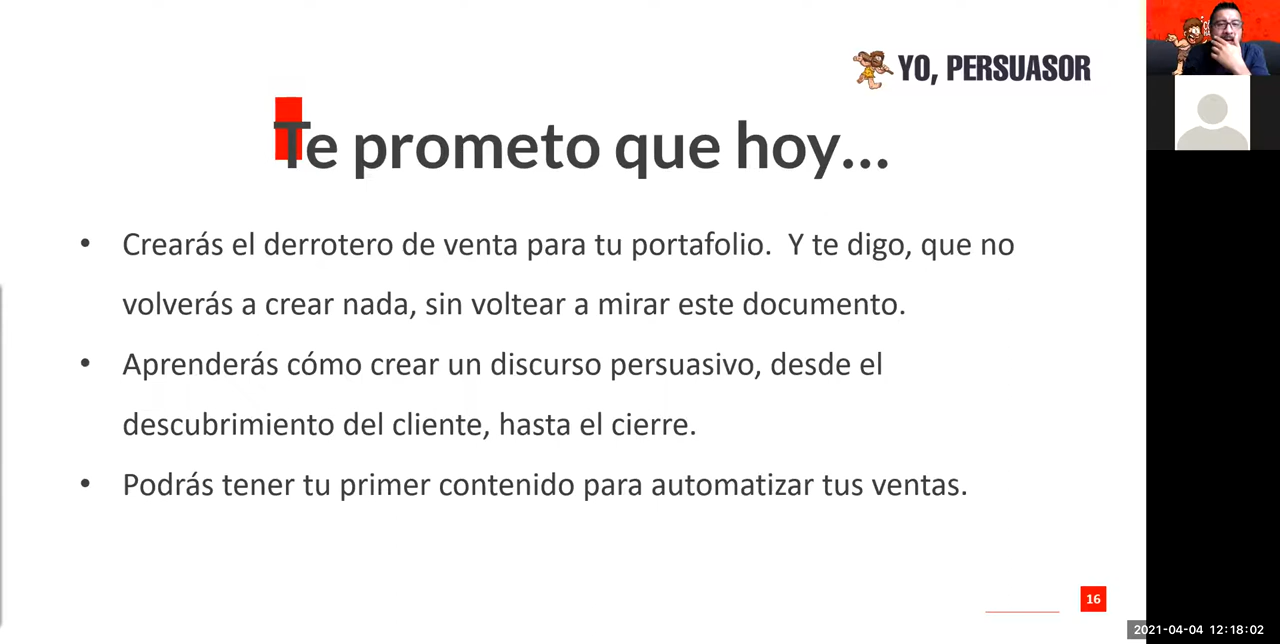 YO, PERSUASOR
Te prometo que hoy...
• Crearás el derrotero de venta para tu portafolio.  Y te digo, que no
volverás a crear nada, sin voltear a mirar este documento.
• Aprenderás cómo crear un discurso persuasivo, desde el
descubrimiento del cliente, hasta el cierre.
• Podrás tener tu primer contenido para automatizar tus ventas.
16
2021-04-04 12:18:02